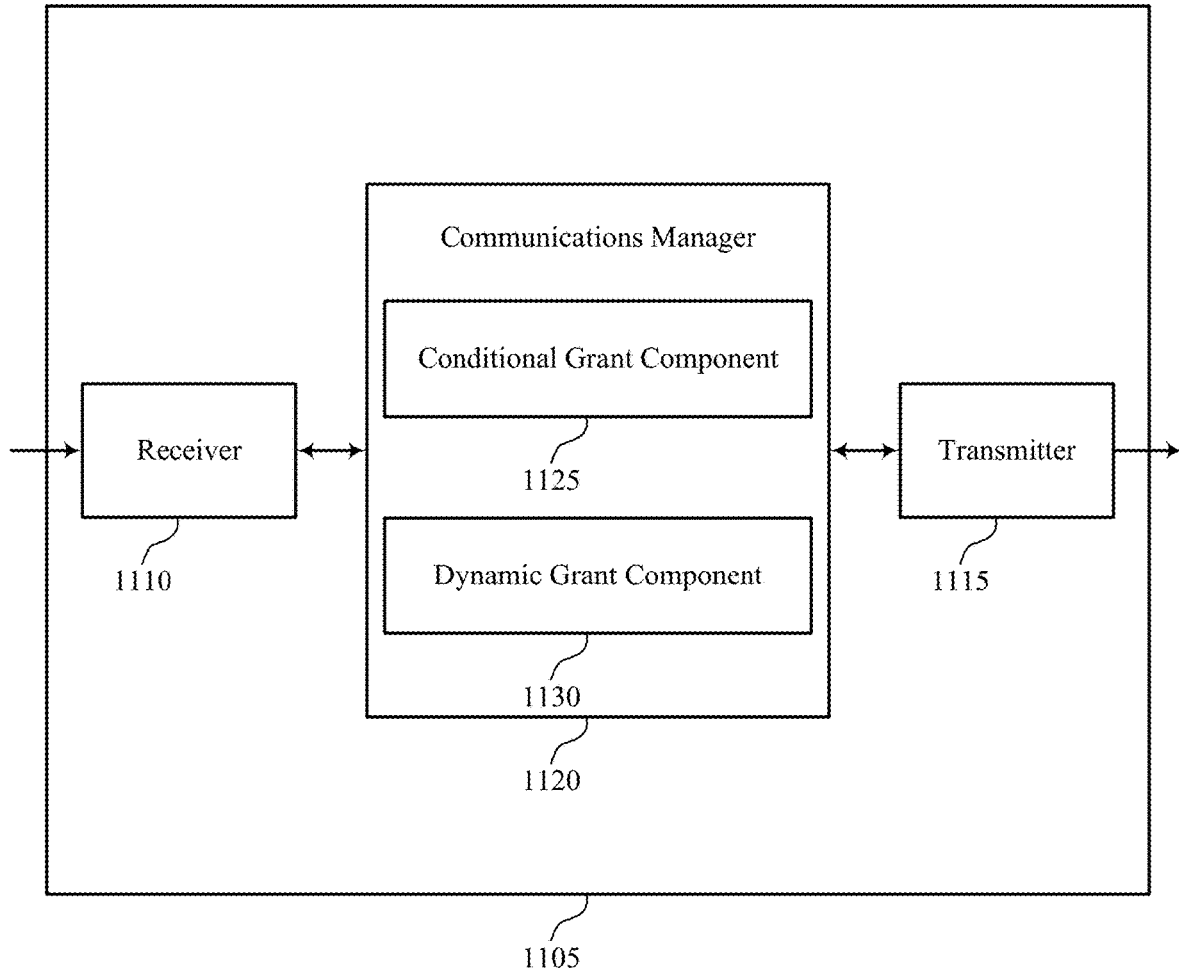 Communications Manager
Conditional Grant Component
1125
Receiver
1110
Transmitter
1115
Dynamic Grant Component
1130
1120
1105